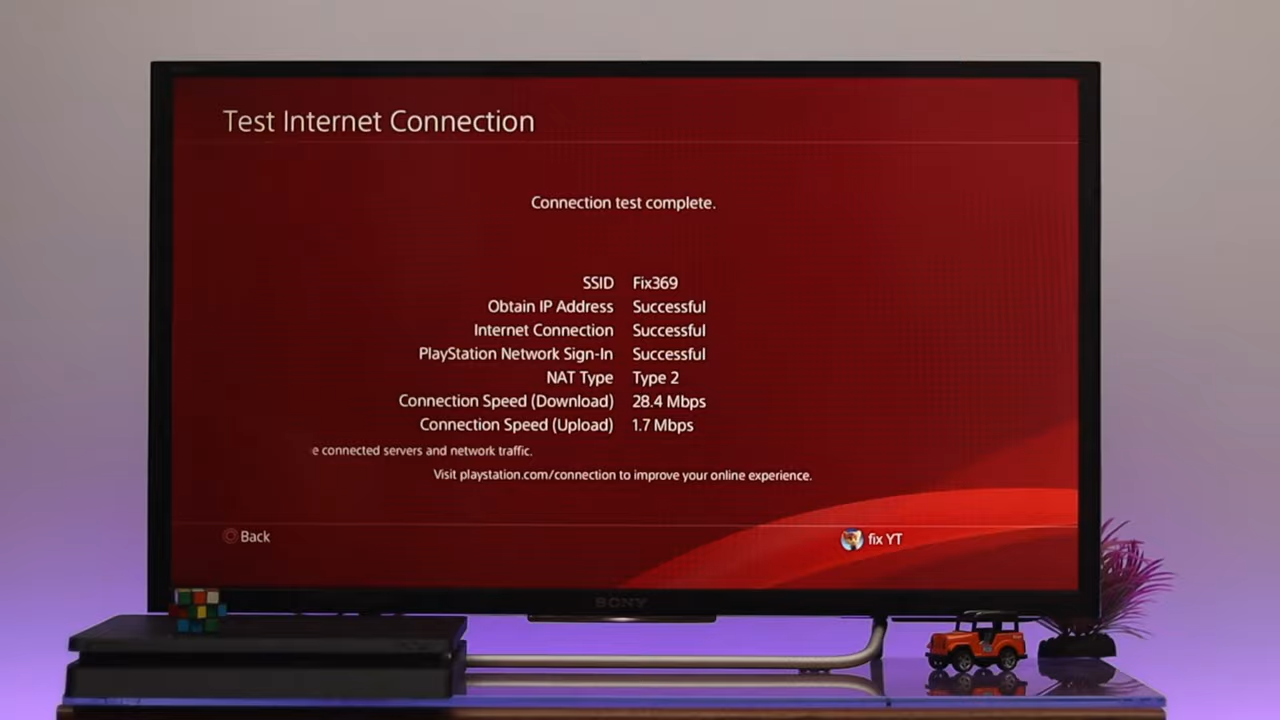 Test Internet Connection
Connection test complete.
SSID Fix369
Obtain IP Address Successful
Internet Connection Successful
PlayStation Network Sign-In Successful
NAT Type Type 2
Connection Speed (Download) 28.4 Mbps
Connection Speed (Upload) 1.7 Mbps
e connected servers and network traffic.
Visit playstation.com/connection to improve your online experience.
Back
fix YT
SONY